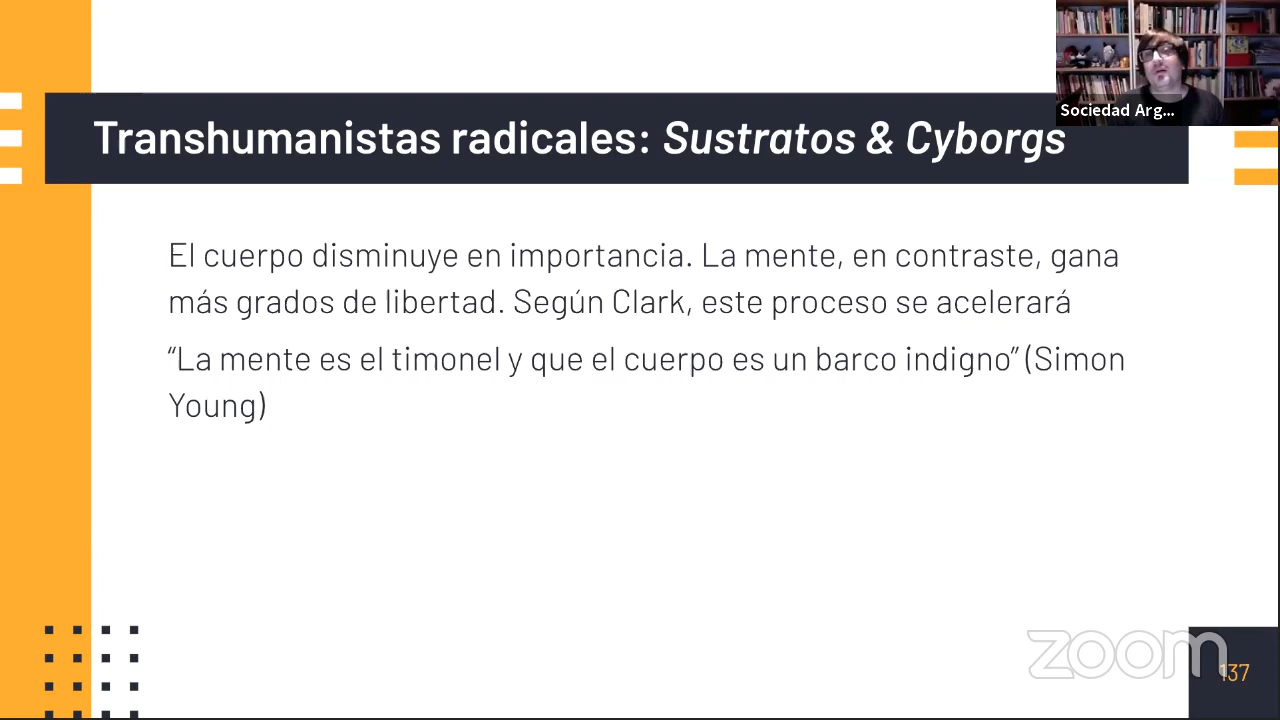 Sociedad Arg...
Transhumanistas radicales: Sustratos & Cyborgs
El cuerpo disminuye en importancia. La mente, en contraste, gana
más grados de libertad. Según Clark, este proceso se acelerará
“La mente es el timonel y que el cuerpo es un barco indigno” (Simon
Young)
zoom
137